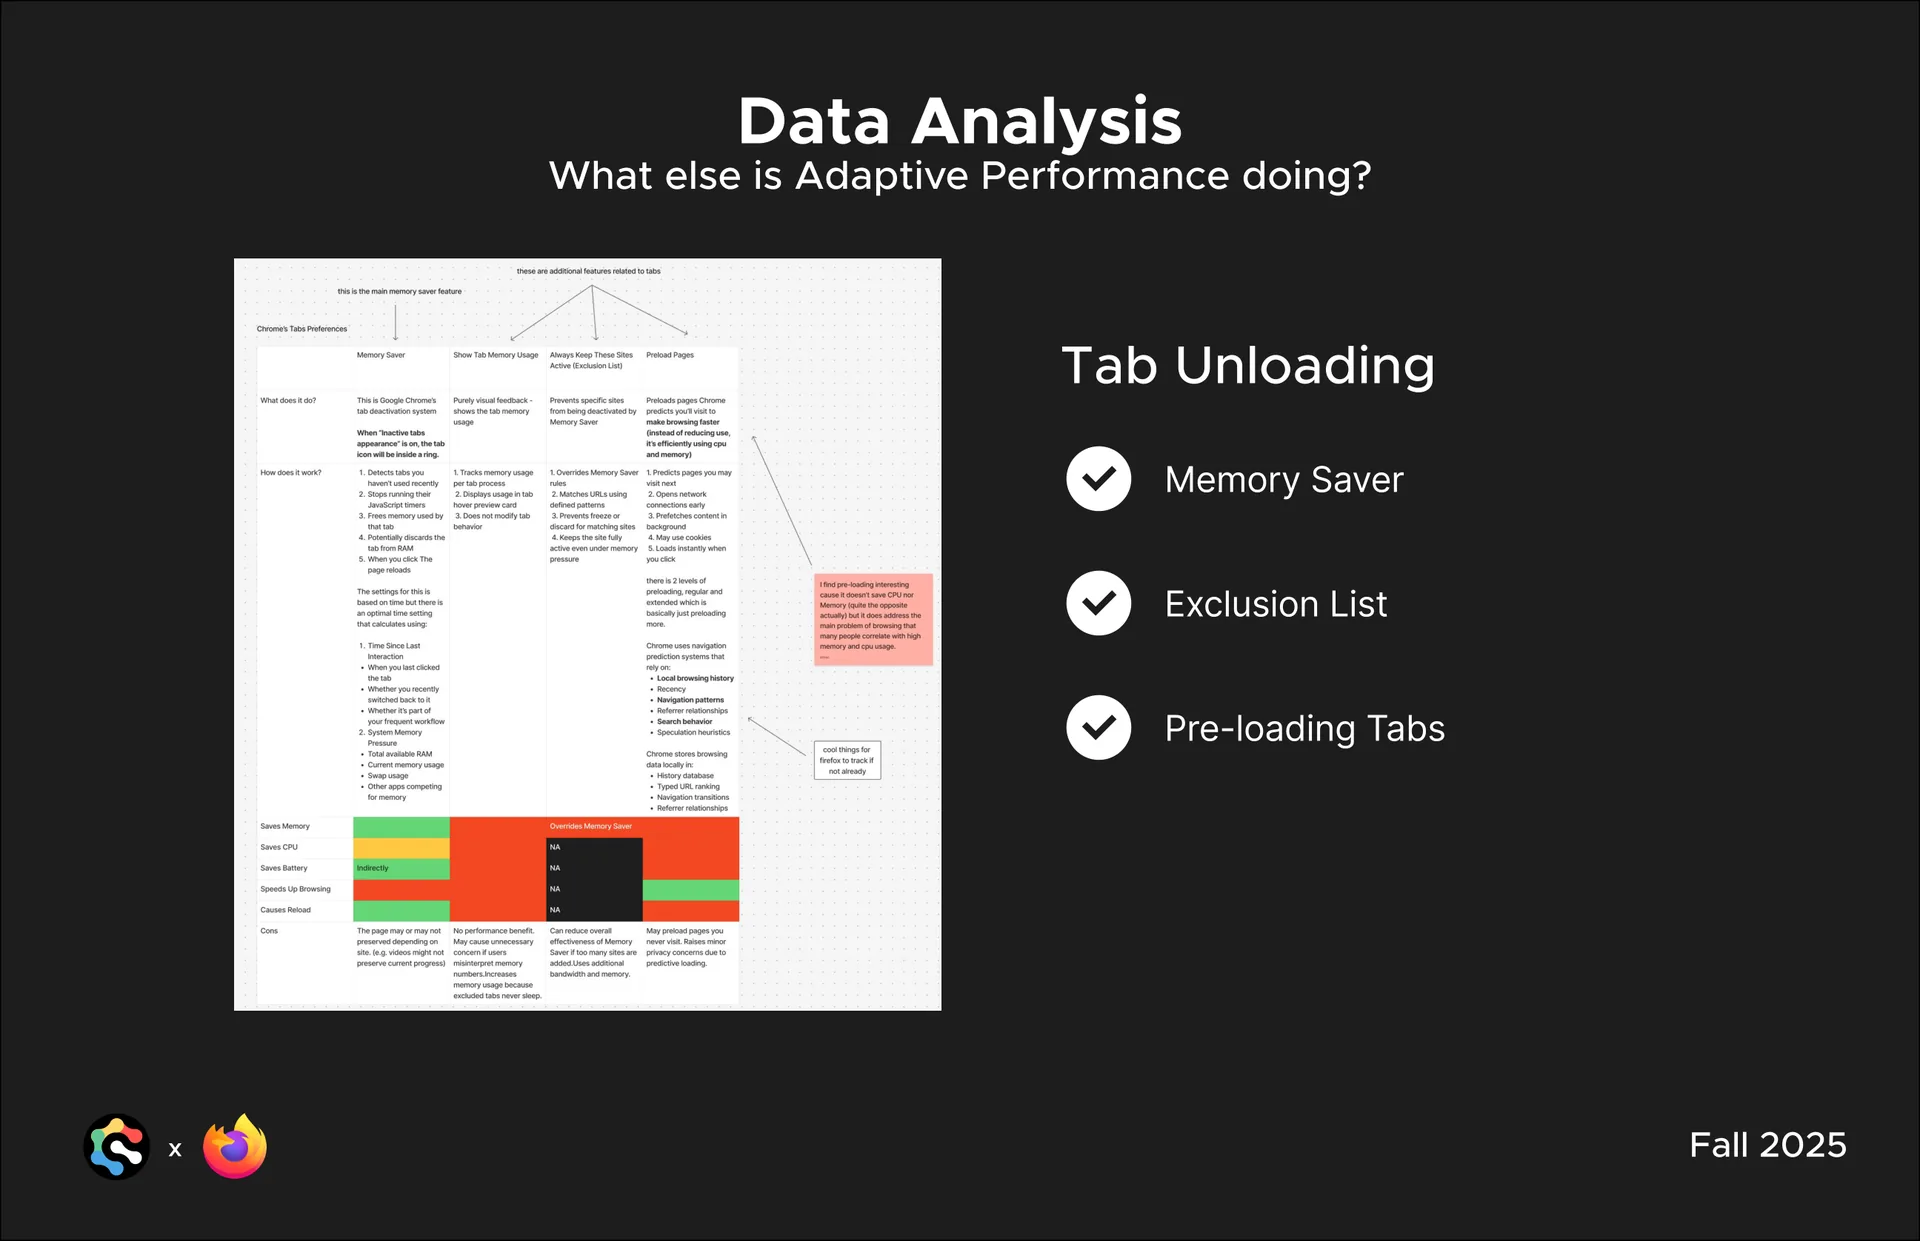 Data Analysis
What else is Adaptive Performance doing?
these are additional features related to tabs
this is the main memory saver feature
Chrome's Tabs Preferences
Memory Saver
Show Tab Memory Usage
Always Keep These Sites
Active (Exclusion List)
Preload Pages
What does it do?
This is Google Chrome's
tab deactivation system
When "Inactive tabs
appearance" is on, the tab
icon will be inside a ring.
Purely visual feedback -
shows the tab memory
usage
Prevents specific sites
from being deactivated by
Memory Saver
Preloads pages Chrome
predicts you'll visit to
make browsing faster
(instead of reducing use,
it's efficiently using cpu
and memory)
How does it work?
1. Detects tabs you
haven't used recently
2. Stops running their
JavaScript timers
3. Frees memory used by
that tab
4. Potentially discards the
tab from RAM
5. When you click The
page reloads
The settings for this is
based on time but there is
an optimal time setting
that calculates using:
1. Time Since Last
Interaction
• When you last clicked
the tab
• Whether you recently
switched back to it
• Whether it's part of
your frequent workflow
2. System Memory
Pressure
• Total available RAM
• Current memory usage
• Swap usage
• Other apps competing
for memory
1. Tracks memory usage
per tab process
2. Displays usage in tab
hover preview card
3. Does not modify tab
behavior
1. Overrides Memory Saver
rules
2. Matches URLs using
defined patterns
3. Prevents freeze or
discard for matching sites
4. Keeps the site fully
active even under memory
pressure
1. Predicts pages you may
visit next
2. Opens network
connections early
3. Prefetches content in
background
4. May use cookies
5. Loads instantly when
you click
there is 2 levels of
preloading, regular and
extended which is
basically just preloading
more.
Chrome uses navigation
prediction systems that
rely on:
• Local browsing history
• Recency
• Navigation patterns
• Referrer relationships
• Search behavior
• Speculation heuristics
Chrome stores browsing
data locally in:
• History database
• Typed URL ranking
• Navigation transitions
• Referrer relationships
Saves Memory
Overrides Memory Saver
Saves CPU
NA
Saves Battery
Indirectly
NA
Speeds Up Browsing
NA
Causes Reload
NA
Cons
The page may or may not
preserved depending on
site. (e.g. videos might not
preserve current progress)
No performance benefit.
May cause unnecessary
concern if users
misinterpret memory
numbers.Increases
memory usage because
excluded tabs never sleep.
Can reduce overall
effectiveness of Memory
Saver if too many sites are
added.Uses additional
bandwidth and memory.
May preload pages you
never visit. Raises minor
privacy concerns due to
predictive loading.
I find pre-loading interesting
cause it doesn't save CPU nor
Memory (quite the opposite
actually) but it does address the
main problem of browsing that
many people correlate with high
memory and cpu usage.
cool things for
firefox to track if
not already
Tab Unloading
Memory Saver
Exclusion List
Pre-loading Tabs
x
Fall 2025